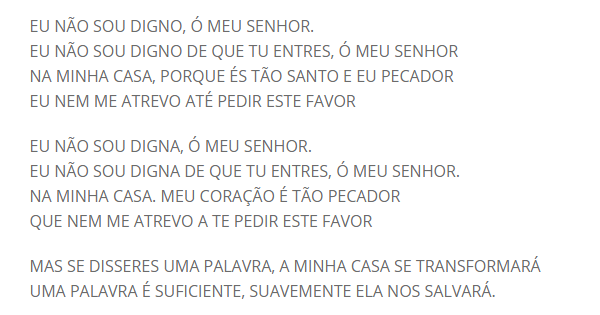 EU NÃO SOU DIGNO, Ó MEU SENHOR.
EU NÃO SOU DIGNO DE QUE TU ENTRES, Ó MEU SENHOR
NA MINHA CASA, PORQUE ÉS TÃO SANTO E EU PECADOR
EU NEM ME ATREVO ATÉ PEDIR ESTE FAVOR
EU NÃO SOU DIGNA, Ó MEU SENHOR.
EU NÃO SOU DIGNA DE QUE TU ENTRES, Ó MEU SENHOR.
NA MINHA CASA. MEU CORAÇÃO É TÃO PECADOR
QUE NEM ME ATREVO A TE PEDIR ESTE FAVOR
MAS SE DISSERES UMA PALAVRA, A MINHA CASA SE TRANSFORMARÁ
UMA PALAVRA É SUFICIENTE, SUAVEMENTE ELA NOS SALVARÁ.